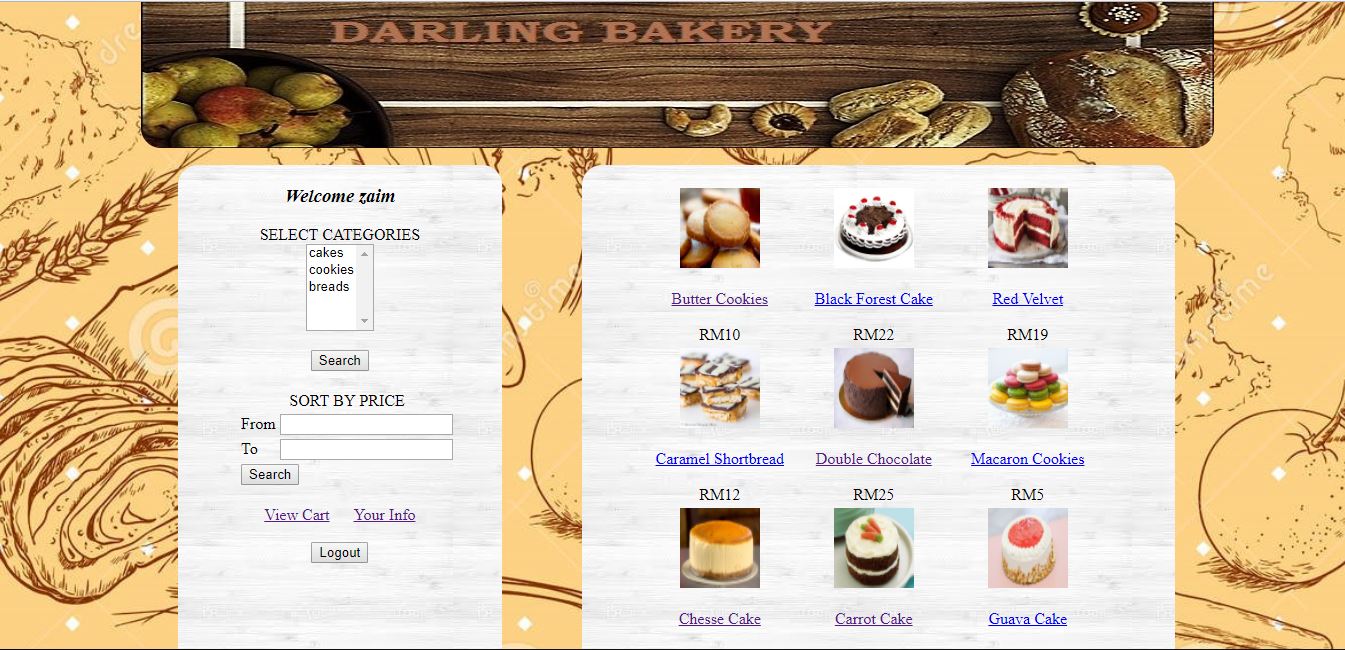 DARLING BAKERY
Welcome zaim
SELECT CATEGORIES
cakes
cookies
breads
Search
SORT BY PRICE
From
To
Search
View Cart Your Info
Logout
Butter Cookies Black Forest Cake Red Velvet
RM10 RM22 RM19
Caramel Shortbread Double Chocolate Macaron Cookies
RM12 RM25 RM5
Chesse Cake Carrot Cake Guava Cake